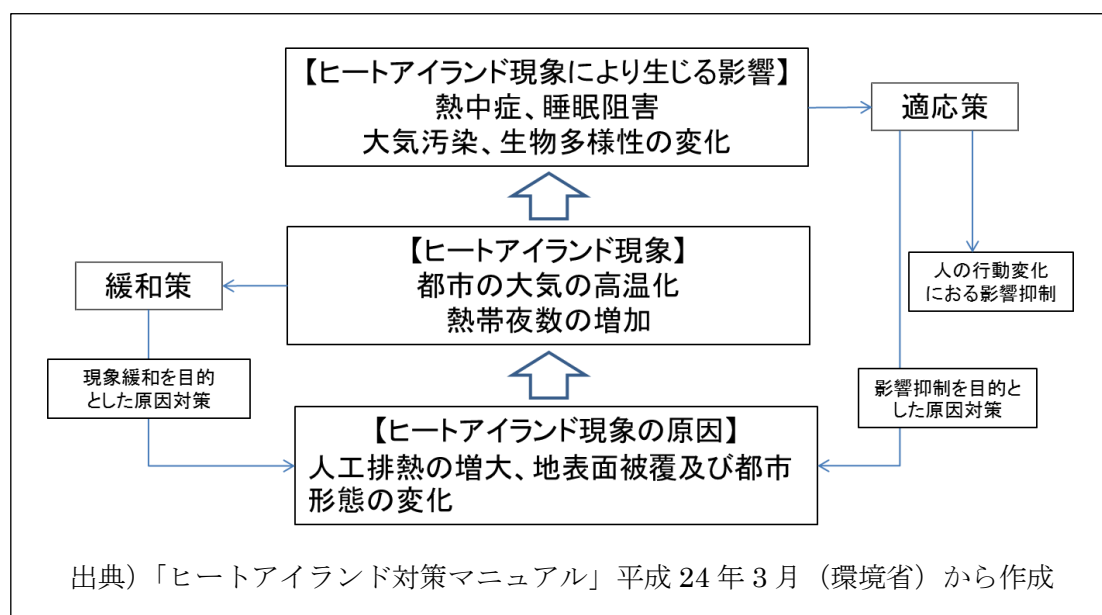 【ヒートアイランド現象により生じる影響】
熱中症、睡眠阻害
大気汚染、生物多様性の変化
適応策
【ヒートアイランド現象】
都市の大気の高温化
熱帯夜数の増加
緩和策
人の行動変化
におる影響抑制
現象緩和を目的
とした原因対策
影響抑制を目的と
した原因対策
【ヒートアイランド現象の原因】
人工排熱の増大、地表面被覆及び都市
形態の変化
出典)「ヒートアイランド対策マニュアル」平成 24 年 3 月（環境省）から作成